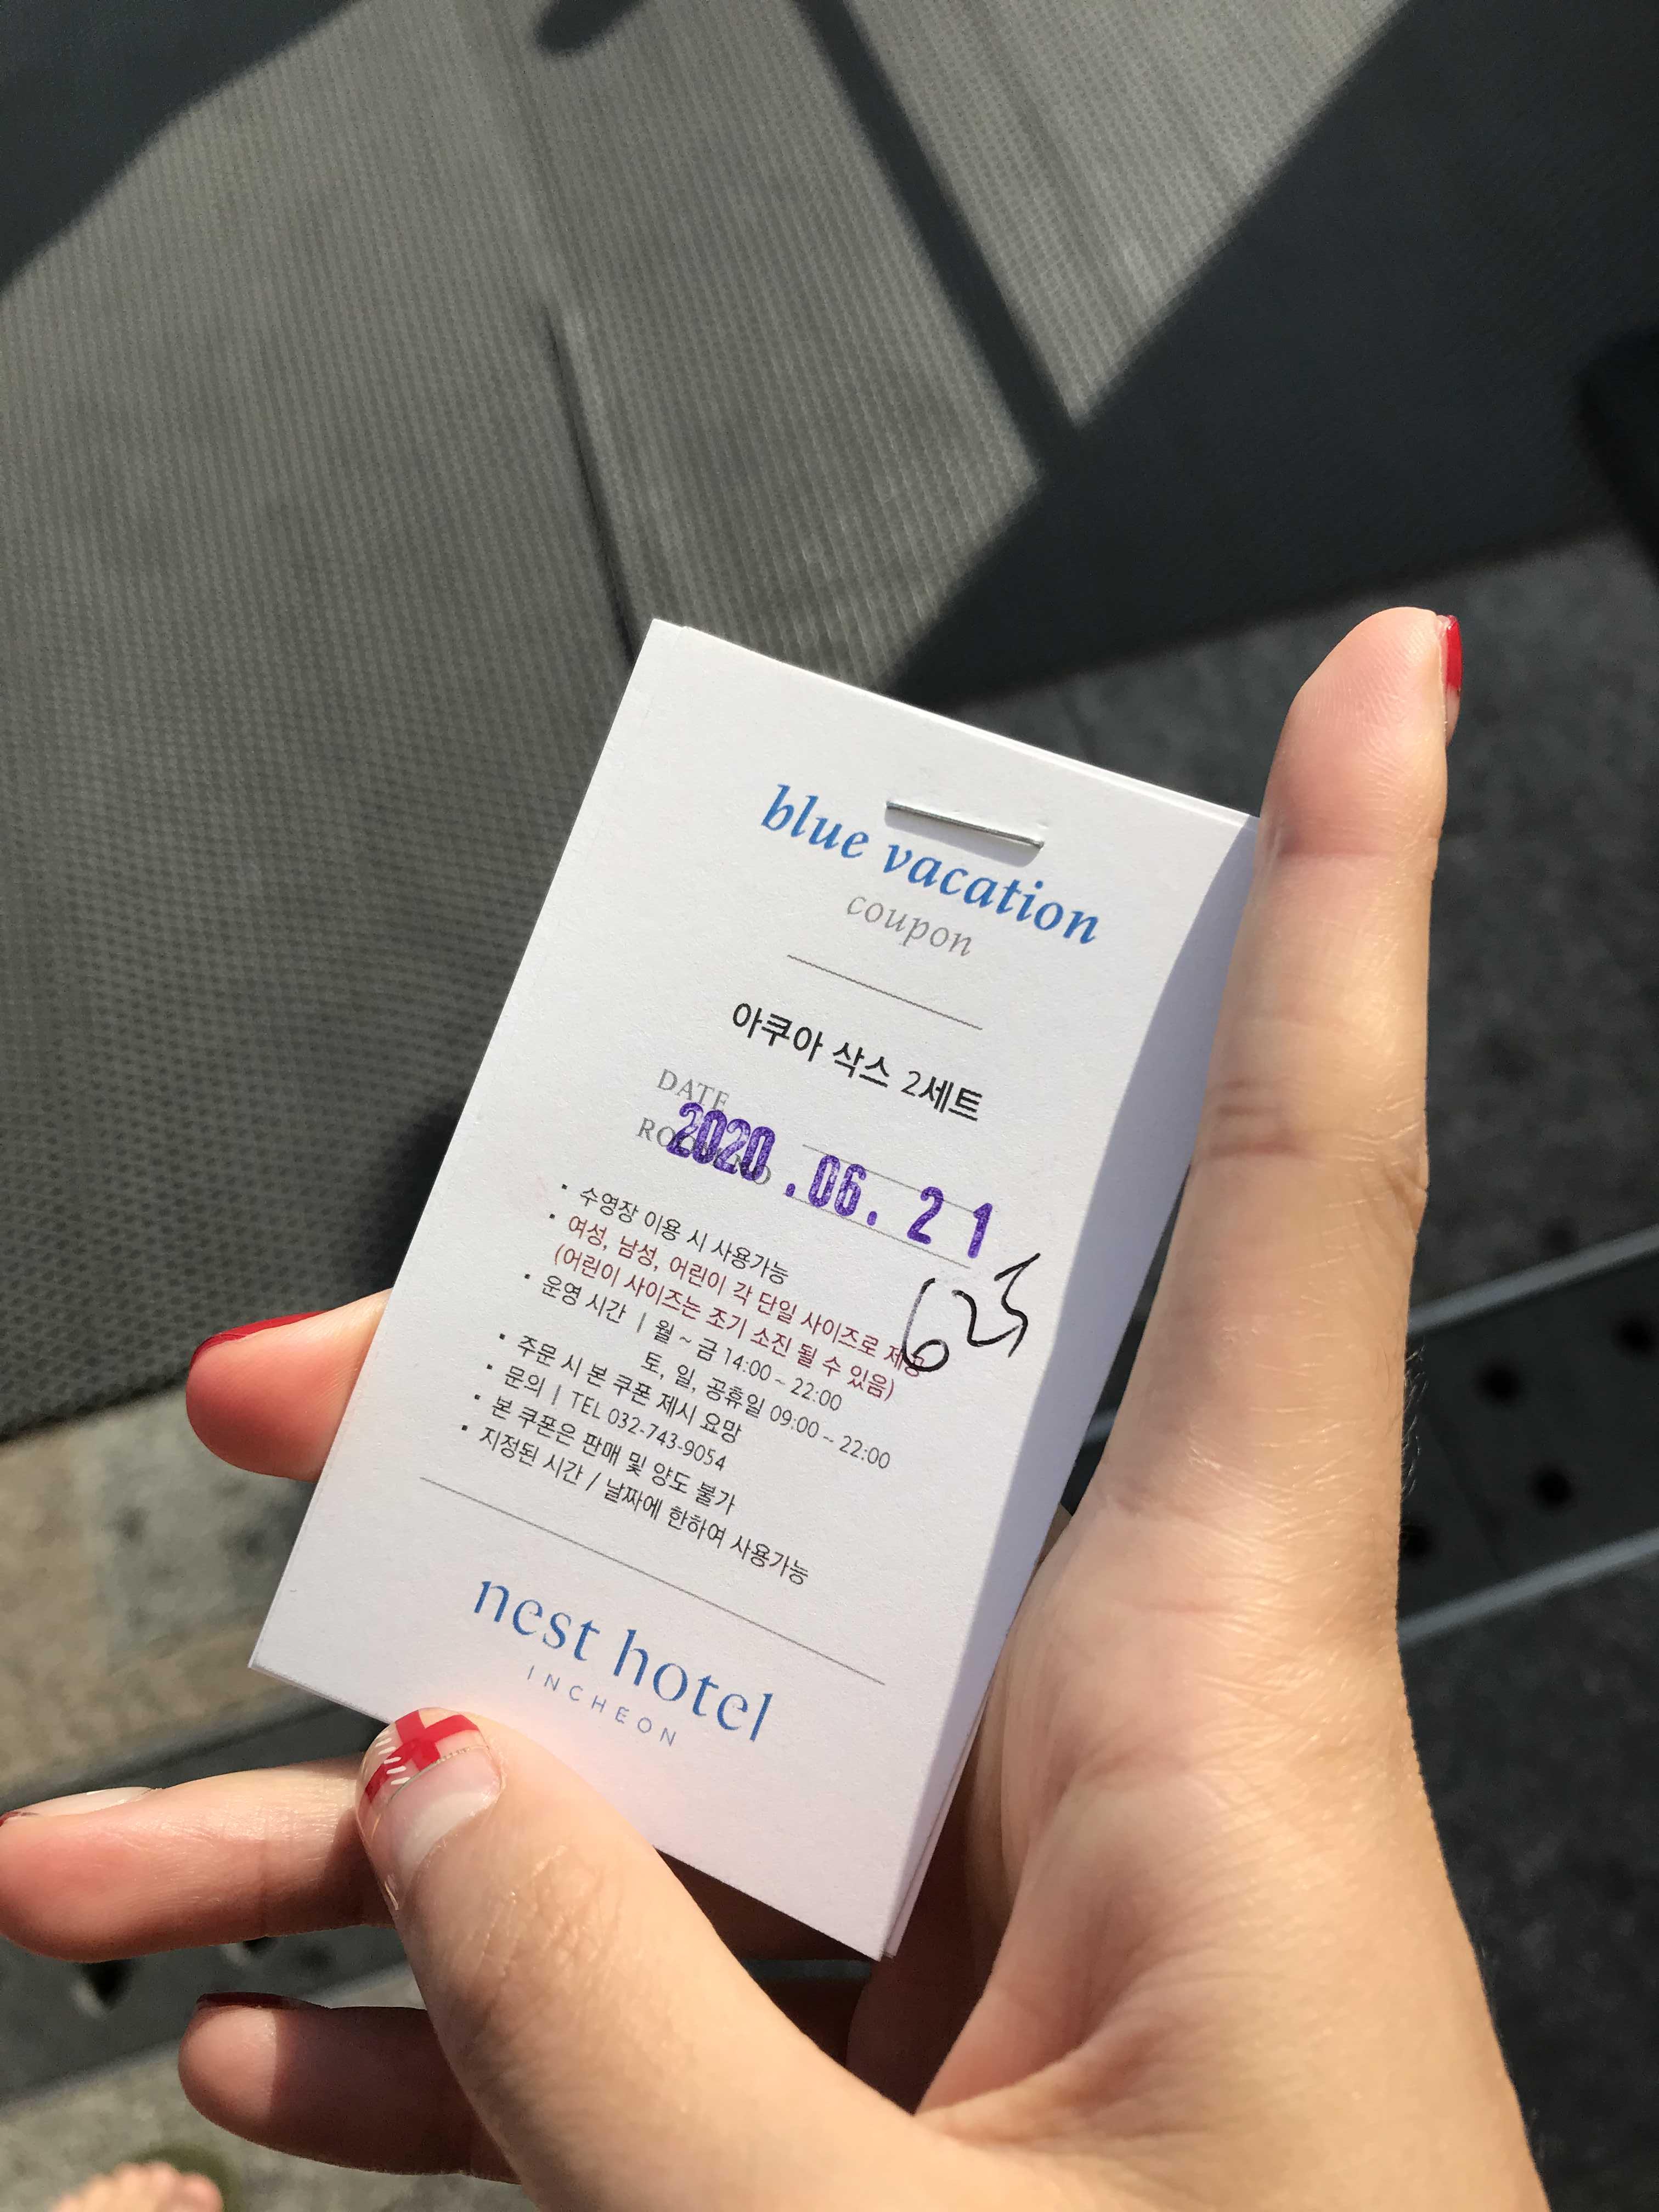 blue vacation
coupon
아쿠아 삭스 2세트
DATE
2020.06.21
ROOM NO
625
· 수영장 이용 시 사용가능
· 여성, 남성, 어린이 각 단일 사이즈로 제공
(어린이 사이즈는 조기 소진 될 수 있음)
· 운영 시간 | 월 ~ 금 14:00 ~ 22:00
토, 일, 공휴일 09:00 ~ 22:00
· 주문 시 본 쿠폰 제시 요망
· 문의 | TEL 032-743-9054
· 본 쿠폰은 판매 및 양도 불가
· 지정된 시간 / 날짜에 한하여 사용가능
nest hotel
INCHEON